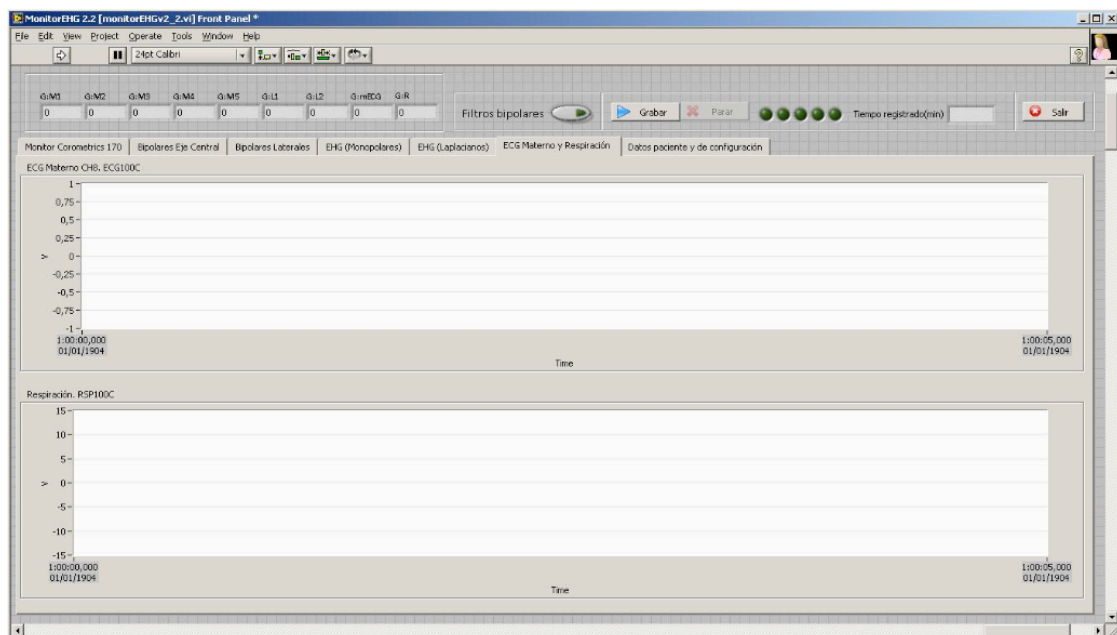 MonitorEHG 2.2 [monitorEHGv2_2.vi] Front Panel *
File Edit View Project Operate Tools Window Help
24pt Calibri
G:M1 G:M2 G:M3 G:M4 G:M5 G:L1 G:L2 G:mECG G:R
0 0 0 0 0 0 0 0 0
Filtros bipolares Grabar Parar Tiempo registrado(min) Salir
Monitor Corometrics 170 Bipolares Eje Central Bipolares Laterales EHG (Monopolares) EHG (Laplacianos) ECG Materno y Respiración Datos paciente y de configuración
ECG Materno CH8. ECG100C
1
0,75
0,5
0,25
V 0
-0,25
-0,5
-0,75
-1
1:00:00,000 1:00:05,000
01/01/1904 01/01/1904
Time
Respiración. RSP100C
15
10
5
V 0
-5
-10
-15
1:00:00,000 1:00:05,000
01/01/1904 01/01/1904
Time